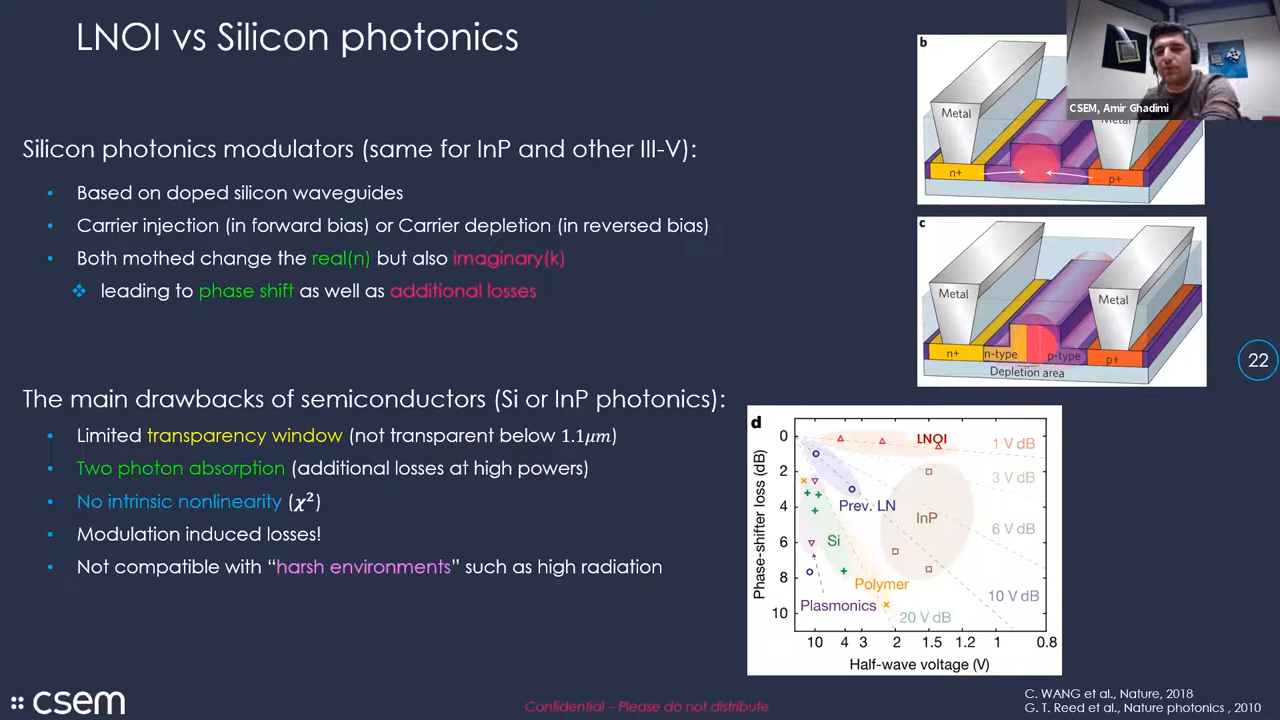 LNOI vs Silicon photonics
Silicon photonics modulators (same for InP and other III-V):
• Based on doped silicon waveguides
• Carrier injection (in forward bias) or Carrier depletion (in reversed bias)
• Both mothed change the real(n) but also imaginary(k)
❖ leading to phase shift as well as additional losses
The main drawbacks of semiconductors (Si or InP photonics):
• Limited transparency window (not transparent below 1.1μm)
• Two photon absorption (additional losses at high powers)
• No intrinsic nonlinearity (χ²)
• Modulation induced losses!
• Not compatible with “harsh environments” such as high radiation
b
CSEM, Amir Ghadimi
Metal
Metal
n+
p+
c
Metal
Metal
n+
n-type
p-type
p+
Depletion area
22
d
LNOI
1 V dB
3 V dB
Prev. LN
InP
6 V dB
Si
Polymer
10 V dB
Plasmonics
20 V dB
Phase-shifter loss (dB)
0
2
4
6
8
10
10 4 3 2 1.5 1.2 1 0.8
Half-wave voltage (V)
csem
Confidential – Please do not distribute
C. WANG et al., Nature, 2018
G. T. Reed et al., Nature photonics , 2010